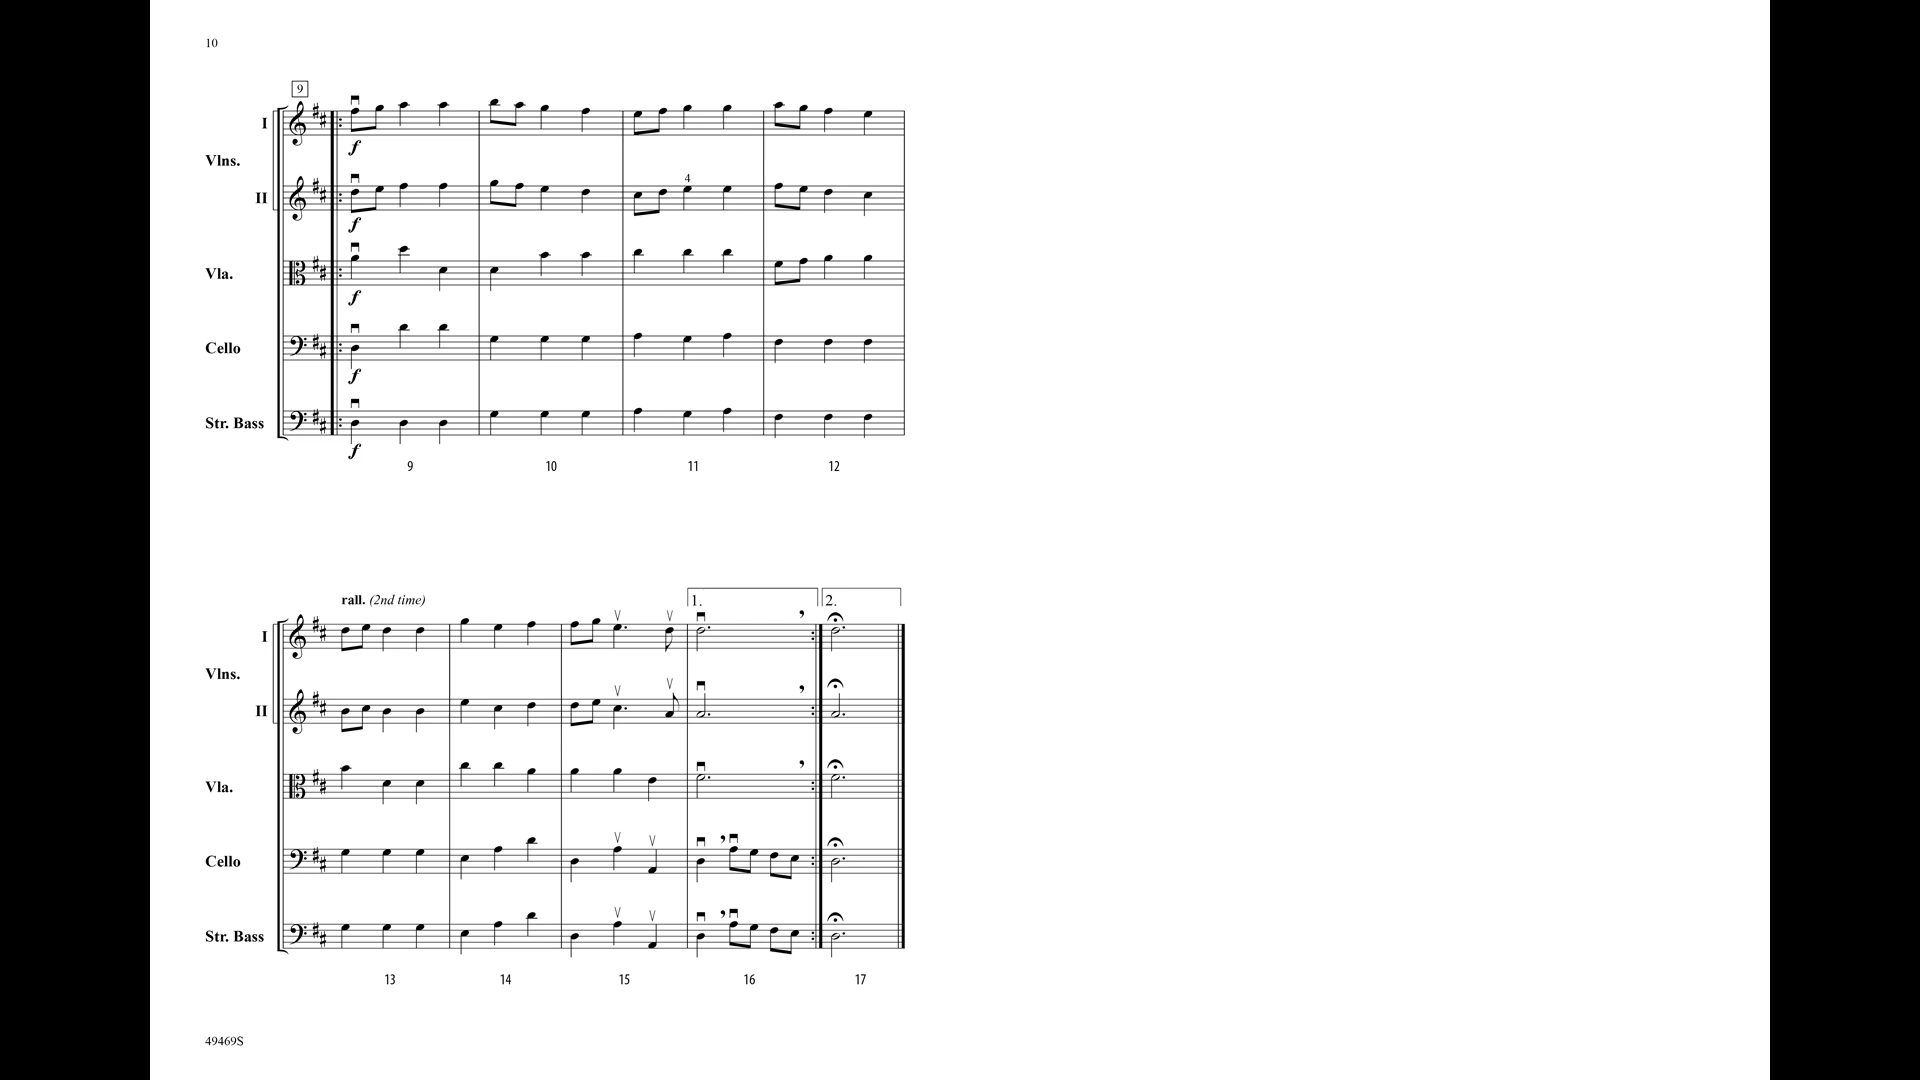 10
9
I
f
Vlns.
4
II
f
Vla.
f
Cello
f
Str. Bass
f
9 10 11 12
rall. (2nd time)
1. 2.
I
Vlns.
II
Vla.
Cello
Str. Bass
13 14 15 16 17
49469S